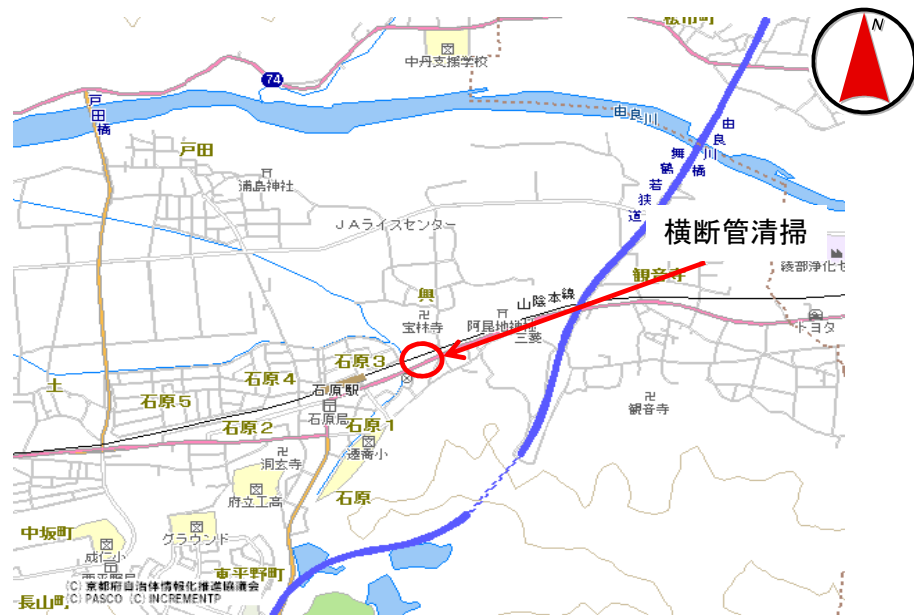 N
中丹支援学校
74
戸田橋
由良川
由良川橋
舞鶴若狭道
戸田
浦島神社
JAライスセンター
横断管清掃
綾部浄化セ
観音寺
興
山陰本線
宝林寺
阿毘地神社
三菱
トヨタ
石原3
石原4
石原駅
石原5
土
石原局
石原1
石原2
観音寺
遷喬小
洞玄寺
石原
府立工高
中坂町
グラウンド
成仁小
東平野町
(C) 京都府自治体情報化推進協議会
(C) PASCO (C) INCREMENTP
長山町